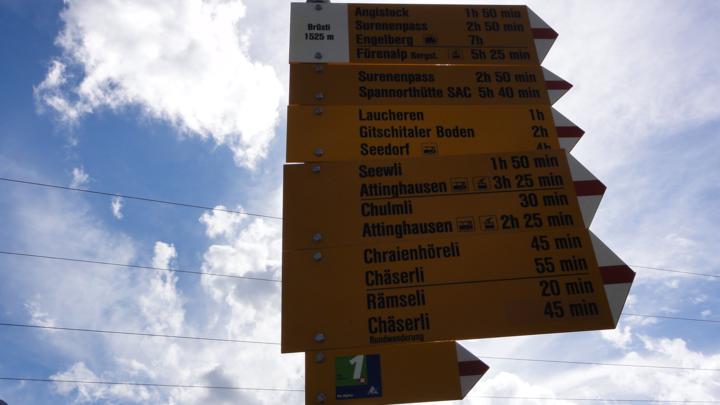 Brüsti
1525 m
Angistock 1h 50 min
Surenenpass 2h 50 min
Engelberg 7h
Fürenalp Bergst. 5h 25 min
Surenenpass 2h 50 min
Spannorthütte SAC 5h 40 min
Laucheren 1h
Gitschitaler Boden 2h
Seedorf 4h
Seewli 1h 50 min
Attinghausen 3h 25 min
Chulmli 30 min
Attinghausen 2h 25 min
Chraienhöreli 45 min
Chäserli 55 min
Rämseli 20 min
Chäserli 45 min
Rundwanderung
1